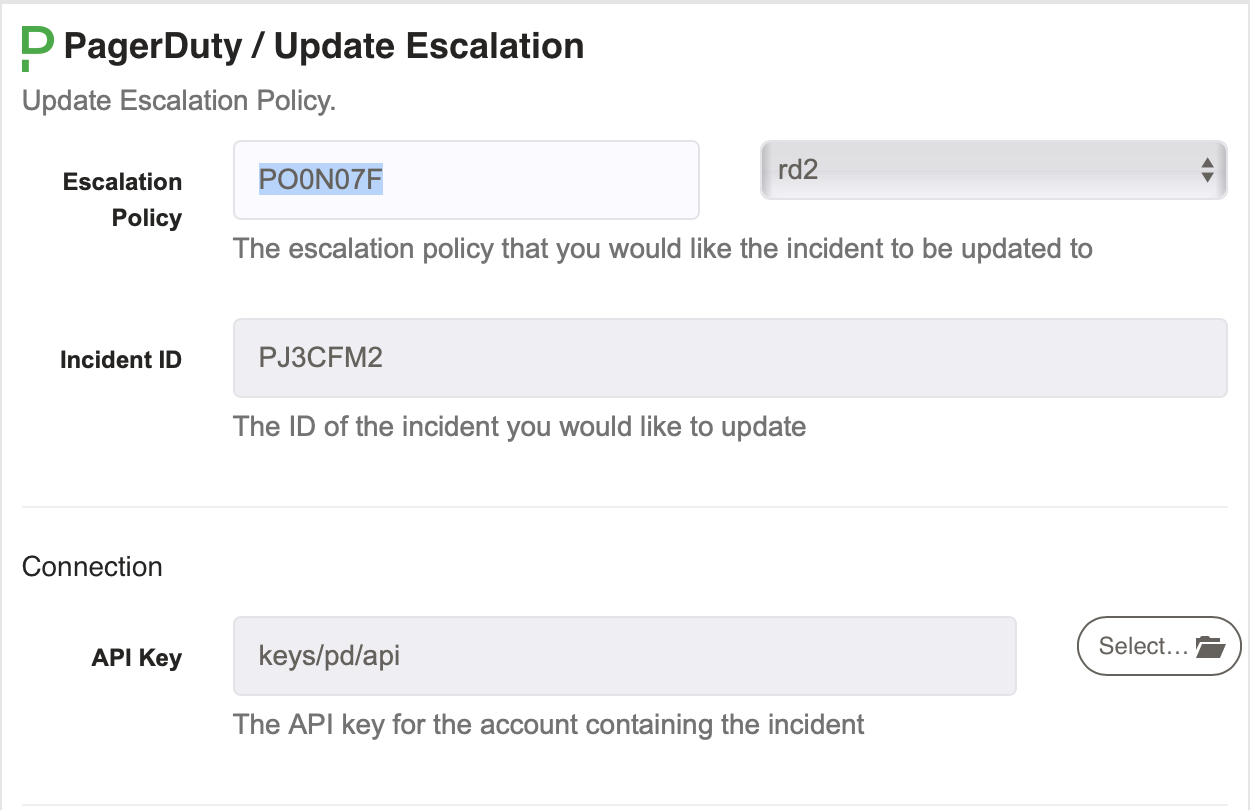 PagerDuty / Update Escalation
Update Escalation Policy.
Escalation Policy
PO0N07F
rd2
The escalation policy that you would like the incident to be updated to
Incident ID
PJ3CFM2
The ID of the incident you would like to update
Connection
API Key
keys/pd/api
Select...
The API key for the account containing the incident